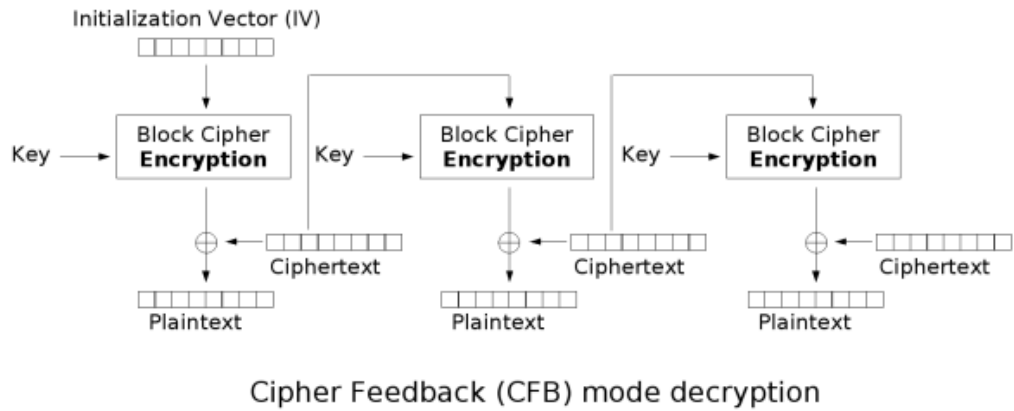 Initialization Vector (IV)
Key
Block Cipher
Encryption
Ciphertext
Plaintext
Key
Block Cipher
Encryption
Ciphertext
Plaintext
Key
Block Cipher
Encryption
Ciphertext
Plaintext
Cipher Feedback (CFB) mode decryption